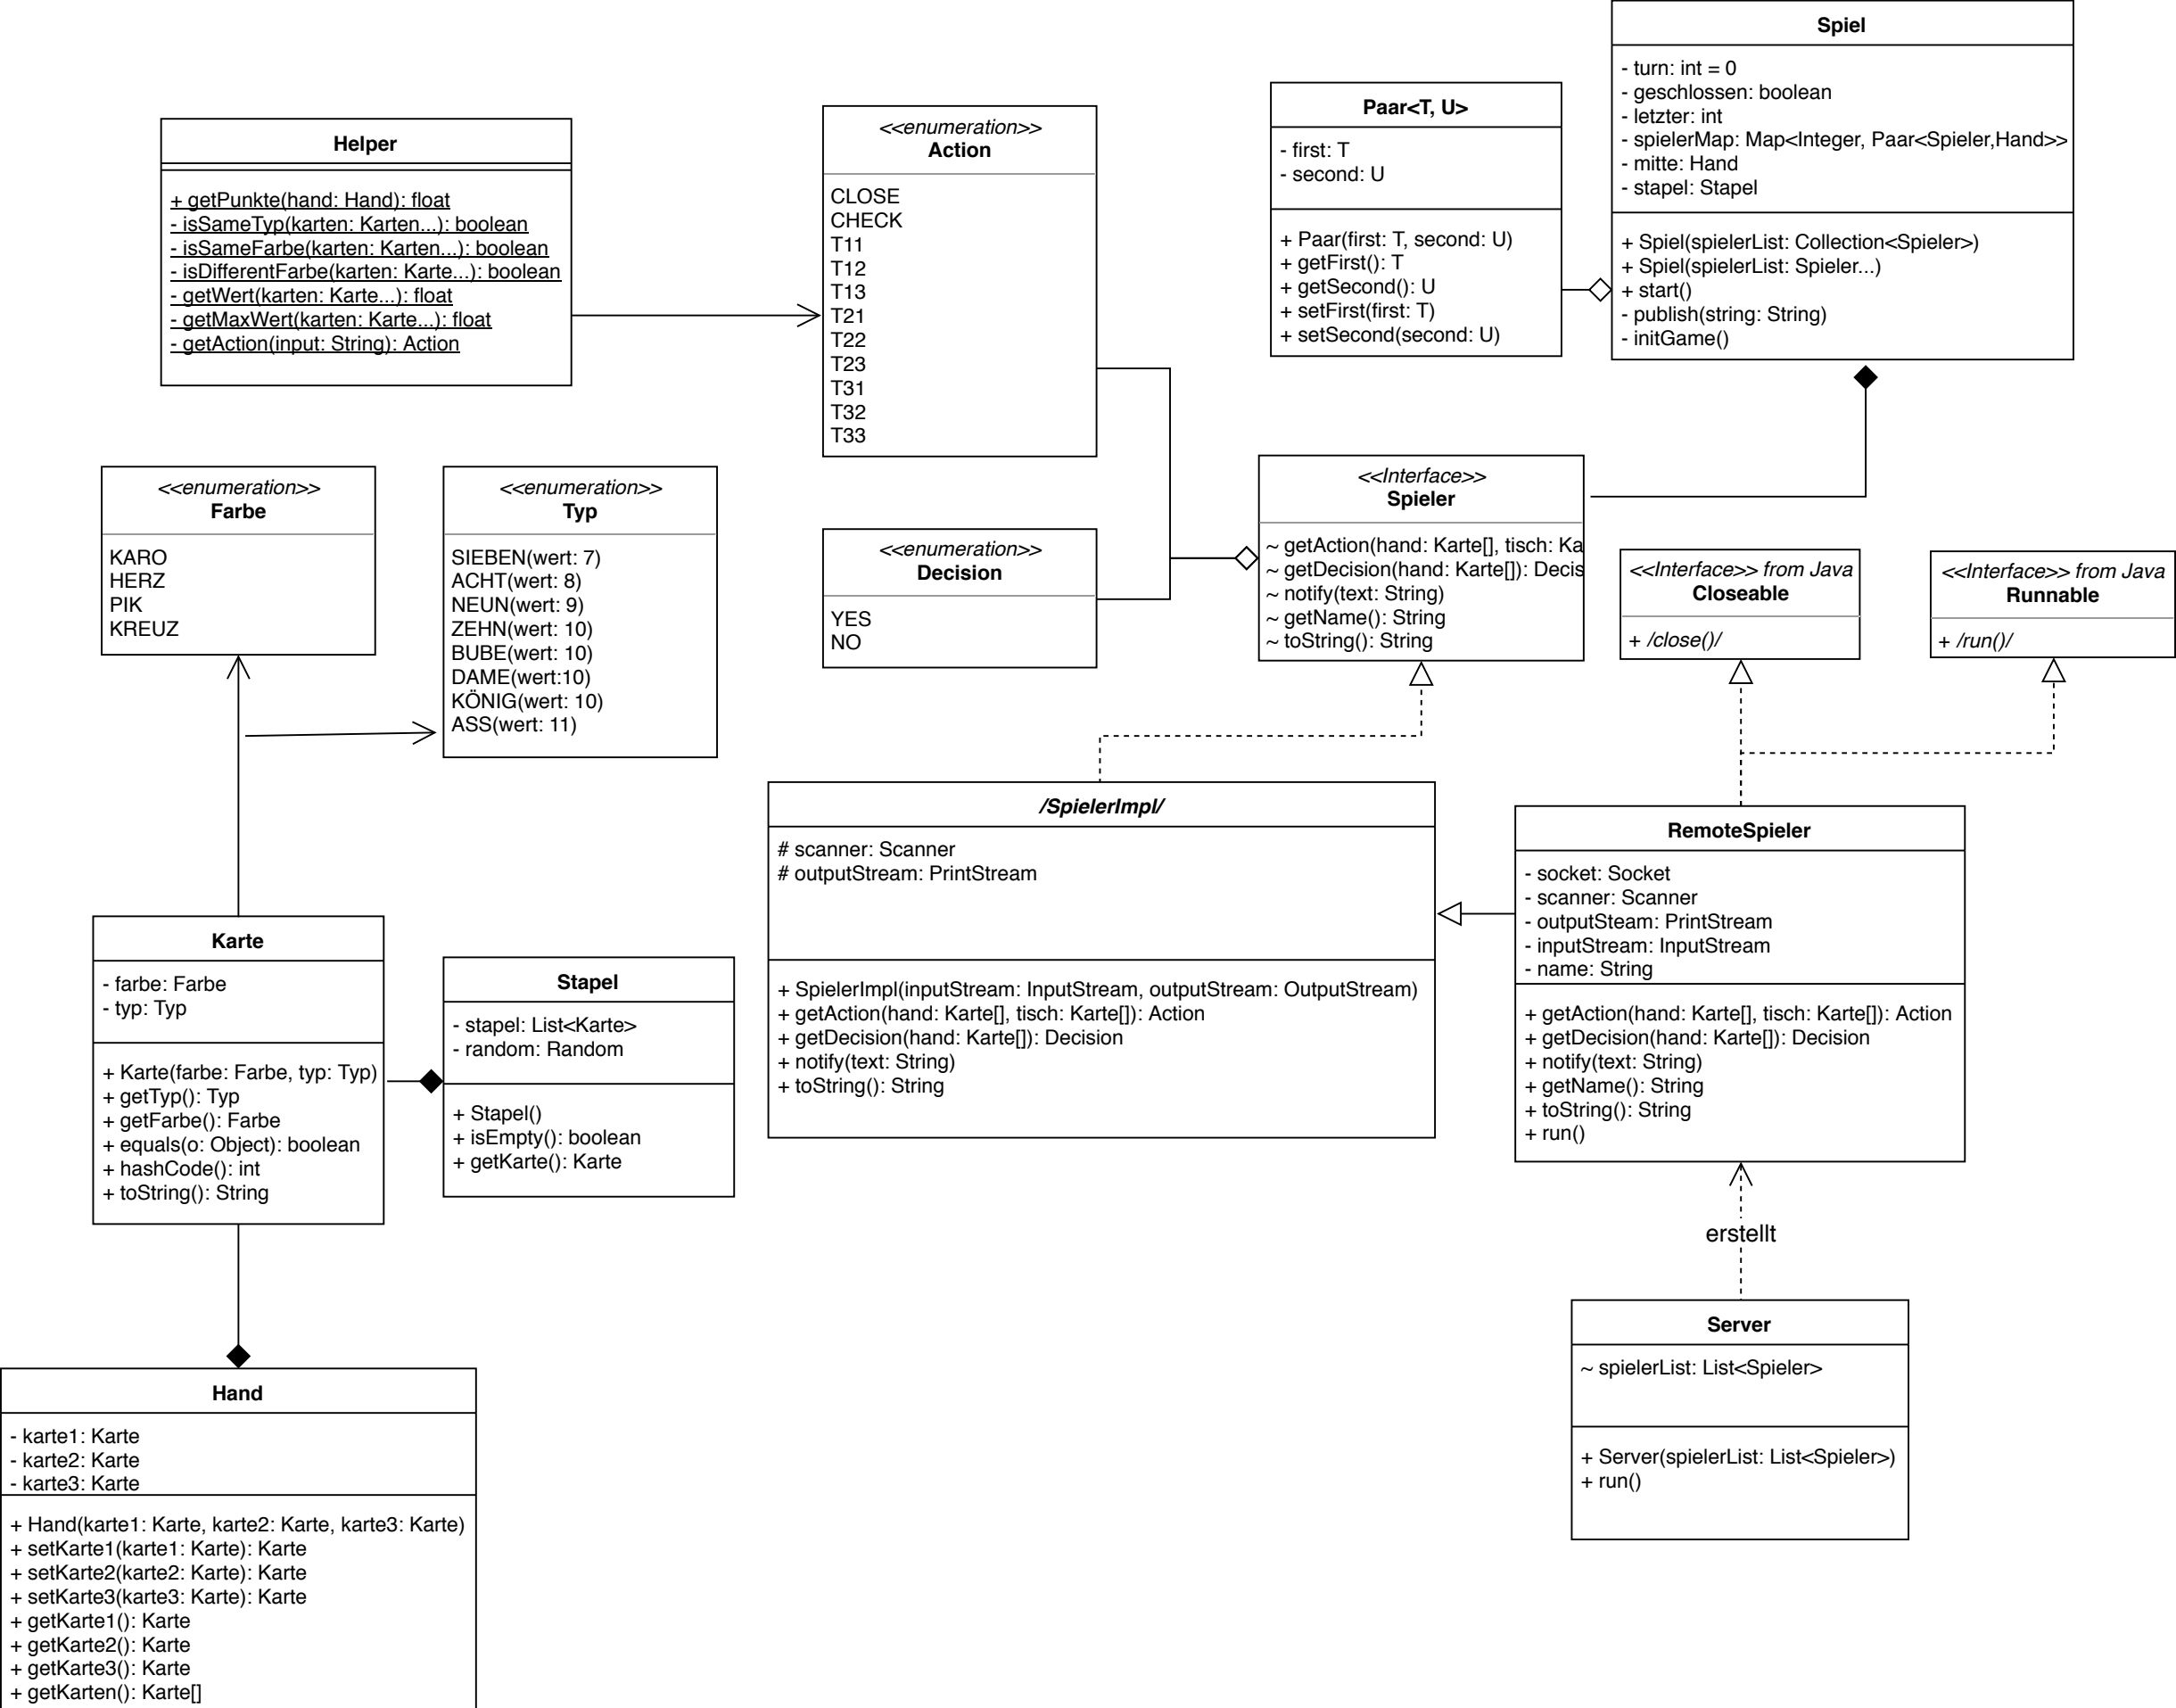 Spiel
- turn: int = 0
- geschlossen: boolean
- letzter: int
- spielerMap: Map<Integer, Paar<Spieler,Hand>>
- mitte: Hand
- stapel: Stapel
+ Spiel(spielerList: Collection<Spieler>)
+ Spiel(spielerList: Spieler...)
+ start()
- publish(string: String)
- initGame()
Paar<T, U>
- first: T
- second: U
+ Paar(first: T, second: U)
+ getFirst(): T
+ getSecond(): U
+ setFirst(first: T)
+ setSecond(second: U)
<<enumeration>>
Action
CLOSE
CHECK
T11
T12
T13
T21
T22
T23
T31
T32
T33
Helper
+ getPunkte(hand: Hand): float
- isSameTyp(karten: Karten...): boolean
- isSameFarbe(karten: Karten...): boolean
- isDifferentFarbe(karten: Karte...): boolean
- getWert(karten: Karte...): float
- getMaxWert(karten: Karte...): float
- getAction(input: String): Action
<<enumeration>>
Farbe
KARO
HERZ
PIK
KREUZ
<<enumeration>>
Typ
SIEBEN(wert: 7)
ACHT(wert: 8)
NEUN(wert: 9)
ZEHN(wert: 10)
BUBE(wert: 10)
DAME(wert:10)
KÖNIG(wert: 10)
ASS(wert: 11)
<<enumeration>>
Decision
YES
NO
<<Interface>>
Spieler
~ getAction(hand: Karte[], tisch: Ka
~ getDecision(hand: Karte[]): Decis
~ notify(text: String)
~ getName(): String
~ toString(): String
<<Interface>> from Java
Closeable
+ /close()/
<<Interface>> from Java
Runnable
+ /run()/
/SpielerImpl/
# scanner: Scanner
# outputStream: PrintStream
+ SpielerImpl(inputStream: InputStream, outputStream: OutputStream)
+ getAction(hand: Karte[], tisch: Karte[]): Action
+ getDecision(hand: Karte[]): Decision
+ notify(text: String)
+ toString(): String
RemoteSpieler
- socket: Socket
- scanner: Scanner
- outputSteam: PrintStream
- inputStream: InputStream
- name: String
+ getAction(hand: Karte[], tisch: Karte[]): Action
+ getDecision(hand: Karte[]): Decision
+ notify(text: String)
+ getName(): String
+ toString(): String
+ run()
Karte
- farbe: Farbe
- typ: Typ
+ Karte(farbe: Farbe, typ: Typ)
+ getTyp(): Typ
+ getFarbe(): Farbe
+ equals(o: Object): boolean
+ hashCode(): int
+ toString(): String
Stapel
- stapel: List<Karte>
- random: Random
+ Stapel()
+ isEmpty(): boolean
+ getKarte(): Karte
erstellt
Server
~ spielerList: List<Spieler>
+ Server(spielerList: List<Spieler>)
+ run()
Hand
- karte1: Karte
- karte2: Karte
- karte3: Karte
+ Hand(karte1: Karte, karte2: Karte, karte3: Karte)
+ setKarte1(karte1: Karte): Karte
+ setKarte2(karte2: Karte): Karte
+ setKarte3(karte3: Karte): Karte
+ getKarte1(): Karte
+ getKarte2(): Karte
+ getKarte3(): Karte
+ getKarten(): Karte[]